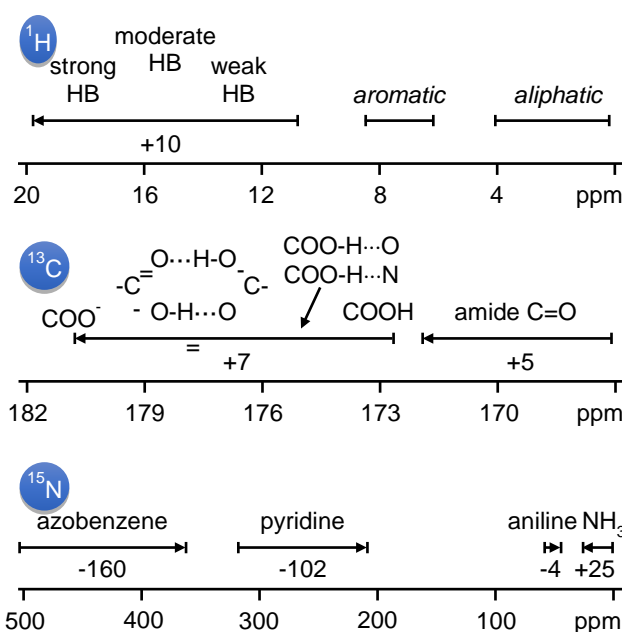 ¹H
moderate
HB
strong
HB
weak
HB
aromatic
aliphatic
+10
20 16 12 8 4 ppm
¹³C
O···H-O
-C
=
-
C-
-
O-H···O
=
COO-H···O
COO-H···N
COO⁻
COOH
amide C=O
+7
+5
182 179 176 173 170 ppm
¹⁵N
azobenzene pyridine aniline NH₃
-160 -102 -4 +25
500 400 300 200 100 ppm